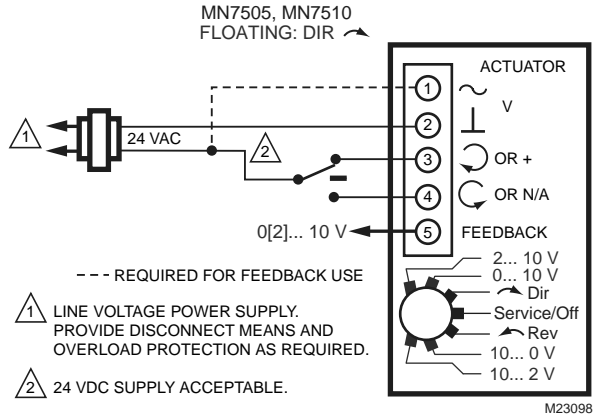 MN7505, MN7510
FLOATING: DIR
ACTUATOR
1
V
2
1
24 VAC
2
3
OR +
4
OR N/A
0[2]... 10 V
5
FEEDBACK
2... 10 V
0... 10 V
Dir
Service/Off
Rev
10... 0 V
10... 2 V
--- REQUIRED FOR FEEDBACK USE
1 LINE VOLTAGE POWER SUPPLY.
PROVIDE DISCONNECT MEANS AND
OVERLOAD PROTECTION AS REQUIRED.
2 24 VDC SUPPLY ACCEPTABLE.
M23098